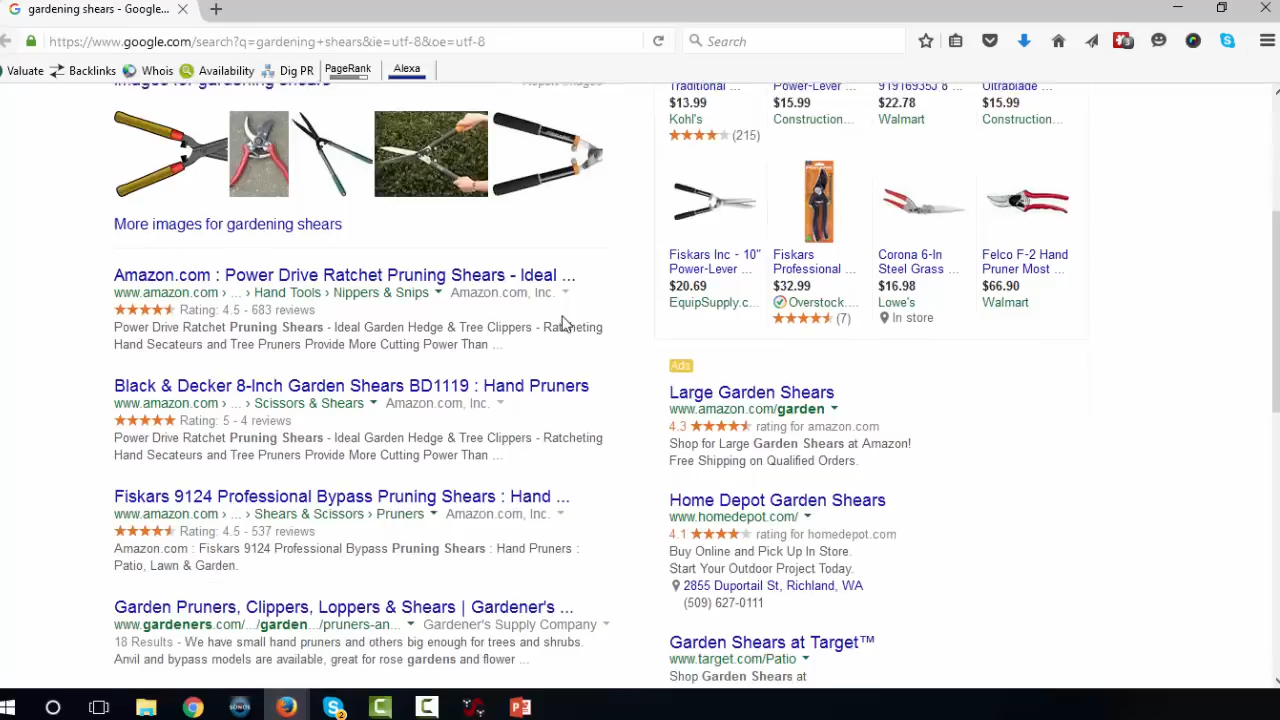 gardening shears - Google...
https://www.google.com/search?q=gardening+shears&ie=utf-8&oe=utf-8
Search
Valuate
Backlinks
Whois
Availability
Dig PR
PageRank
Alexa
Images for gardening shears
Report images
More images for gardening shears
Amazon.com : Power Drive Ratchet Pruning Shears - Ideal ...
www.amazon.com › ... › Hand Tools › Nippers & Snips Amazon.com, Inc.
Rating: 4.5 - 683 reviews
Power Drive Ratchet Pruning Shears - Ideal Garden Hedge & Tree Clippers - Ratcheting
Hand Secateurs and Tree Pruners Provide More Cutting Power Than ...
Black & Decker 8-Inch Garden Shears BD1119 : Hand Pruners
www.amazon.com › ... › Scissors & Shears Amazon.com, Inc.
Rating: 5 - 4 reviews
Power Drive Ratchet Pruning Shears - Ideal Garden Hedge & Tree Clippers - Ratcheting
Hand Secateurs and Tree Pruners Provide More Cutting Power Than ...
Fiskars 9124 Professional Bypass Pruning Shears : Hand ...
www.amazon.com › ... › Shears & Scissors › Pruners Amazon.com, Inc.
Rating: 4.5 - 537 reviews
Amazon.com : Fiskars 9124 Professional Bypass Pruning Shears : Hand Pruners :
Patio, Lawn & Garden.
Garden Pruners, Clippers, Loppers & Shears | Gardener's ...
www.gardeners.com/.../garden.../pruners-an... Gardener's Supply Company
18 Results - We have small hand pruners and others big enough for trees and shrubs.
Anvil and bypass models are available, great for rose gardens and flower ...
Traditional ...
$13.99
Kohl's
(215)
Power-Lever ...
$15.99
Construction...
91916935J 8 ...
$22.78
Walmart
Ultrablade ...
$15.99
Construction...
Fiskars Inc - 10"
Power-Lever ...
$20.69
EquipSupply.c...
Fiskars
Professional ...
$32.99
Overstock....
(7)
Corona 6-In
Steel Grass ...
$16.98
Lowe's
In store
Felco F-2 Hand
Pruner Most ...
$66.90
Walmart
Ads
Large Garden Shears
www.amazon.com/garden
4.3 rating for amazon.com
Shop for Large Garden Shears at Amazon!
Free Shipping on Qualified Orders.
Home Depot Garden Shears
www.homedepot.com/
4.1 rating for homedepot.com
Buy Online and Pick Up In Store.
Start Your Outdoor Project Today.
2855 Duportail St, Richland, WA
(509) 627-0111
Garden Shears at Target™
www.target.com/Patio
Shop Garden Shears at
SONOS